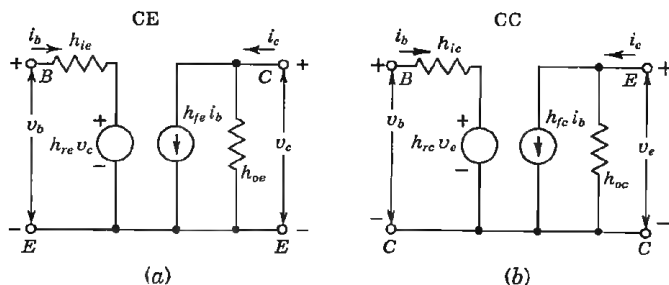 CE
i_b
h_ie
i_c
+
B
C
+
v_b
+
h_re v_c
−
h_fe i_b
h_oe
v_c
−
E
E
−
(a)
CC
i_b
h_ic
i_e
+
B
E
+
v_b
+
h_rc v_e
−
h_fc i_b
h_oc
v_e
−
C
C
−
(b)